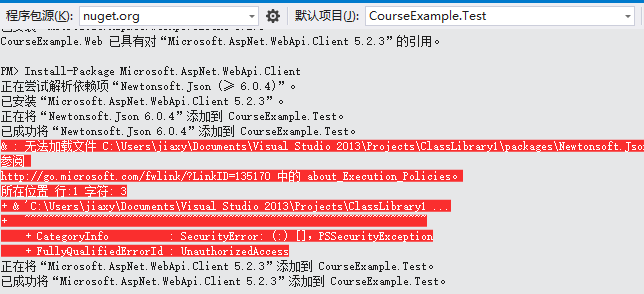 程序包源(K): nuget.org 默认项目(J): CourseExample.Test
CourseExample.Web 已具有对“Microsoft.AspNet.WebApi.Client 5.2.3”的引用。
PM> Install-Package Microsoft.AspNet.WebApi.Client
正在尝试解析依赖项“Newtonsoft.Json (≥ 6.0.4)”。
已安装“Microsoft.AspNet.WebApi.Client 5.2.3”。
正在将“Newtonsoft.Json 6.0.4”添加到 CourseExample.Test。
已成功将“Newtonsoft.Json 6.0.4”添加到 CourseExample.Test。
& : 无法加载文件 C:\Users\jiaxy\Documents\Visual Studio 2013\Projects\ClassLibrary1\packages\Newtonsoft.Jso
参阅
http://go.microsoft.com/fwlink/?LinkID=135170 中的 about_Execution_Policies。
所在位置 行:1 字符: 3
+ & 'C:\Users\jiaxy\Documents\Visual Studio 2013\Projects\ClassLibrary1 ...
+ ~~~~~~~~~~~~~~~~~~~~~~~~~~~~~~~~~~~~~~~~~~~~~~~~~~~~~~~~~~~~~~~~~~~~~
+ CategoryInfo : SecurityError: (:) [], PSSecurityException
+ FullyQualifiedErrorId : UnauthorizedAccess
正在将“Microsoft.AspNet.WebApi.Client 5.2.3”添加到 CourseExample.Test。
已成功将“Microsoft.AspNet.WebApi.Client 5.2.3”添加到 CourseExample.Test。